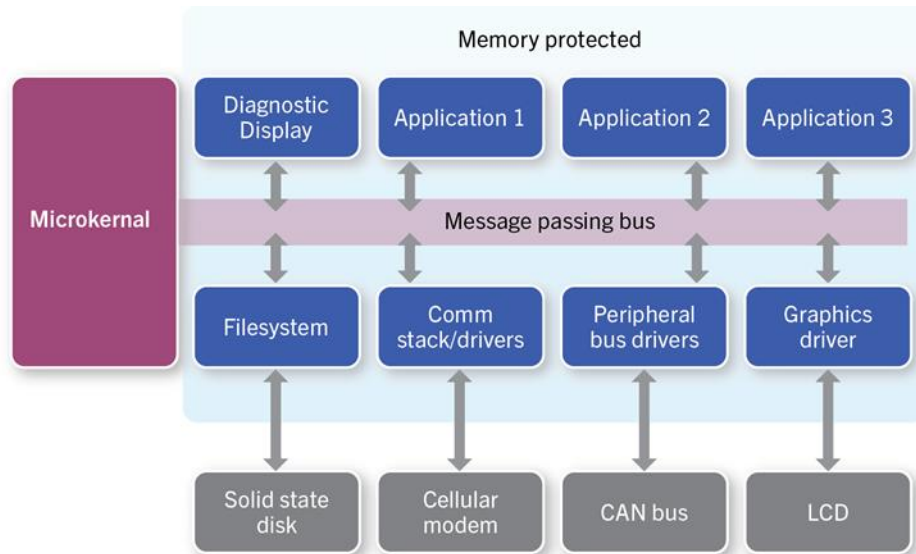 Memory protected
Diagnostic
Display
Application 1
Application 2
Application 3
Microkernal
Message passing bus
Filesystem
Comm
stack/drivers
Peripheral
bus drivers
Graphics
driver
Solid state
disk
Cellular
modem
CAN bus
LCD